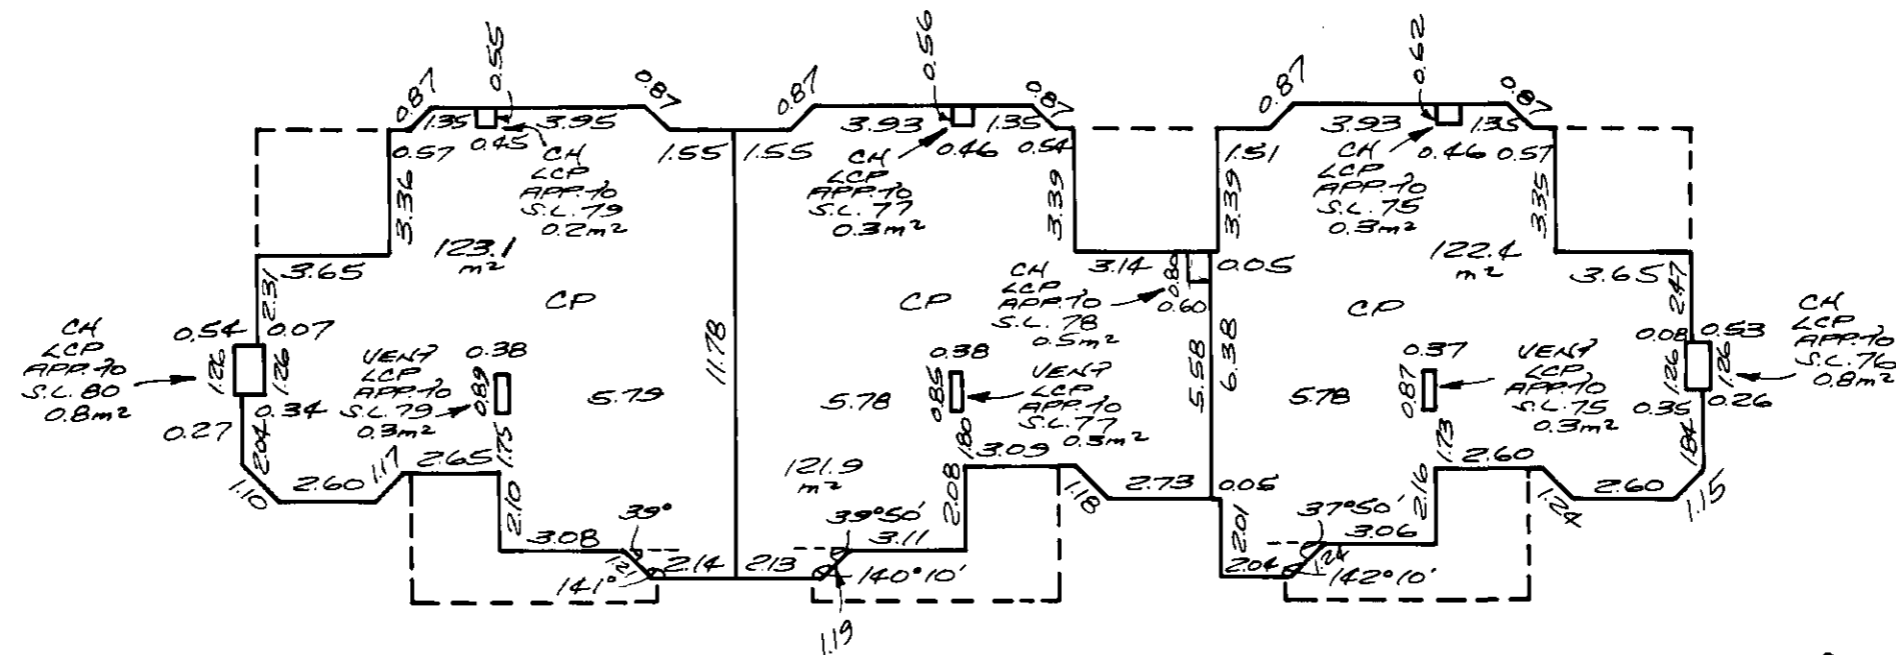 0.87
0.55
0.87
0.87
0.56
0.87
0.87
0.62
0.87
1.35
3.95
0.57
0.45
1.55
1.55
3.93
1.35
0.46
0.54
1.51
3.93
1.35
0.46
0.57
CH
LCP
APP. TO
S.L. 79
0.2m²
CH
LCP
APP. TO
S.L. 77
0.3m²
CH
LCP
APP. TO
S.L. 75
0.3m²
3.36
3.39
3.39
3.35
123.1
m²
122.4
m²
3.65
3.14
0.05
3.65
2.31
CP
CP
CP
2.47
CH
LCP
APP. TO
S.L. 78
0.5m²
0.80
0.60
CH
LCP
APP. TO
S.L. 80
0.8m²
0.54
0.07
1.26
1.26
0.34
0.27
2.04
VENT
LCP
APP. TO
S.L. 79
0.3m²
0.38
0.89
1.75
5.79
11.78
5.78
0.38
0.85
1.80
VENT
LCP
APP. TO
S.L. 77
0.3m²
5.58
6.38
5.78
0.37
0.87
1.73
VENT
LCP
APP. TO
S.L. 75
0.3m²
0.08
0.53
1.26
1.26
0.35
0.26
1.84
CH
LCP
APP. TO
S.L. 76
0.8m²
1.10
2.60
1.17
2.65
2.10
3.08
39°
1.21
141°
2.14
121.9
m²
2.13
39°50'
140°10'
1.19
3.11
2.08
3.09
1.18
2.73
0.05
2.01
2.04
37°50'
1.24
142°10'
3.06
2.16
2.60
1.24
2.60
1.15